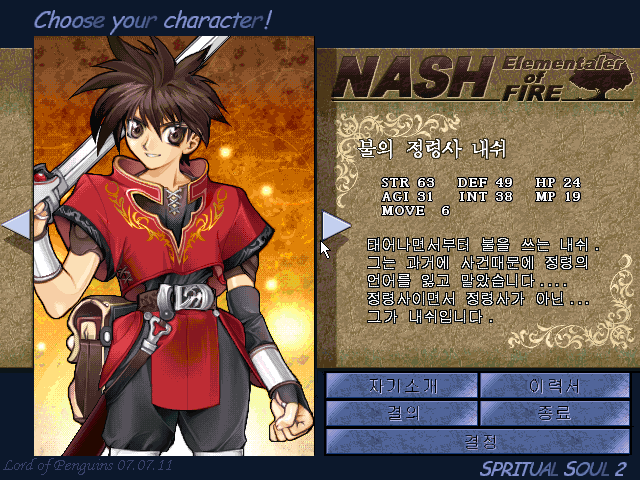 Choose your character!
NASH Elementaler
of
FIRE
불의 정령사 내쉬
STR 63 DEF 49 HP 24
AGI 31 INT 38 MP 19
MOVE 6
태어나면서부터 불을 쓰는 내쉬 .
그는 과거에 사건때문에 정령의
언어를 잃고 말았습니다 ....
정령사이면서 정령사가 아닌 ...
그가 내쉬입니다 .
자기소개 이력서
결의 종료
결정
Lord of Penguins 07.07.11
SPRITUAL SOUL 2